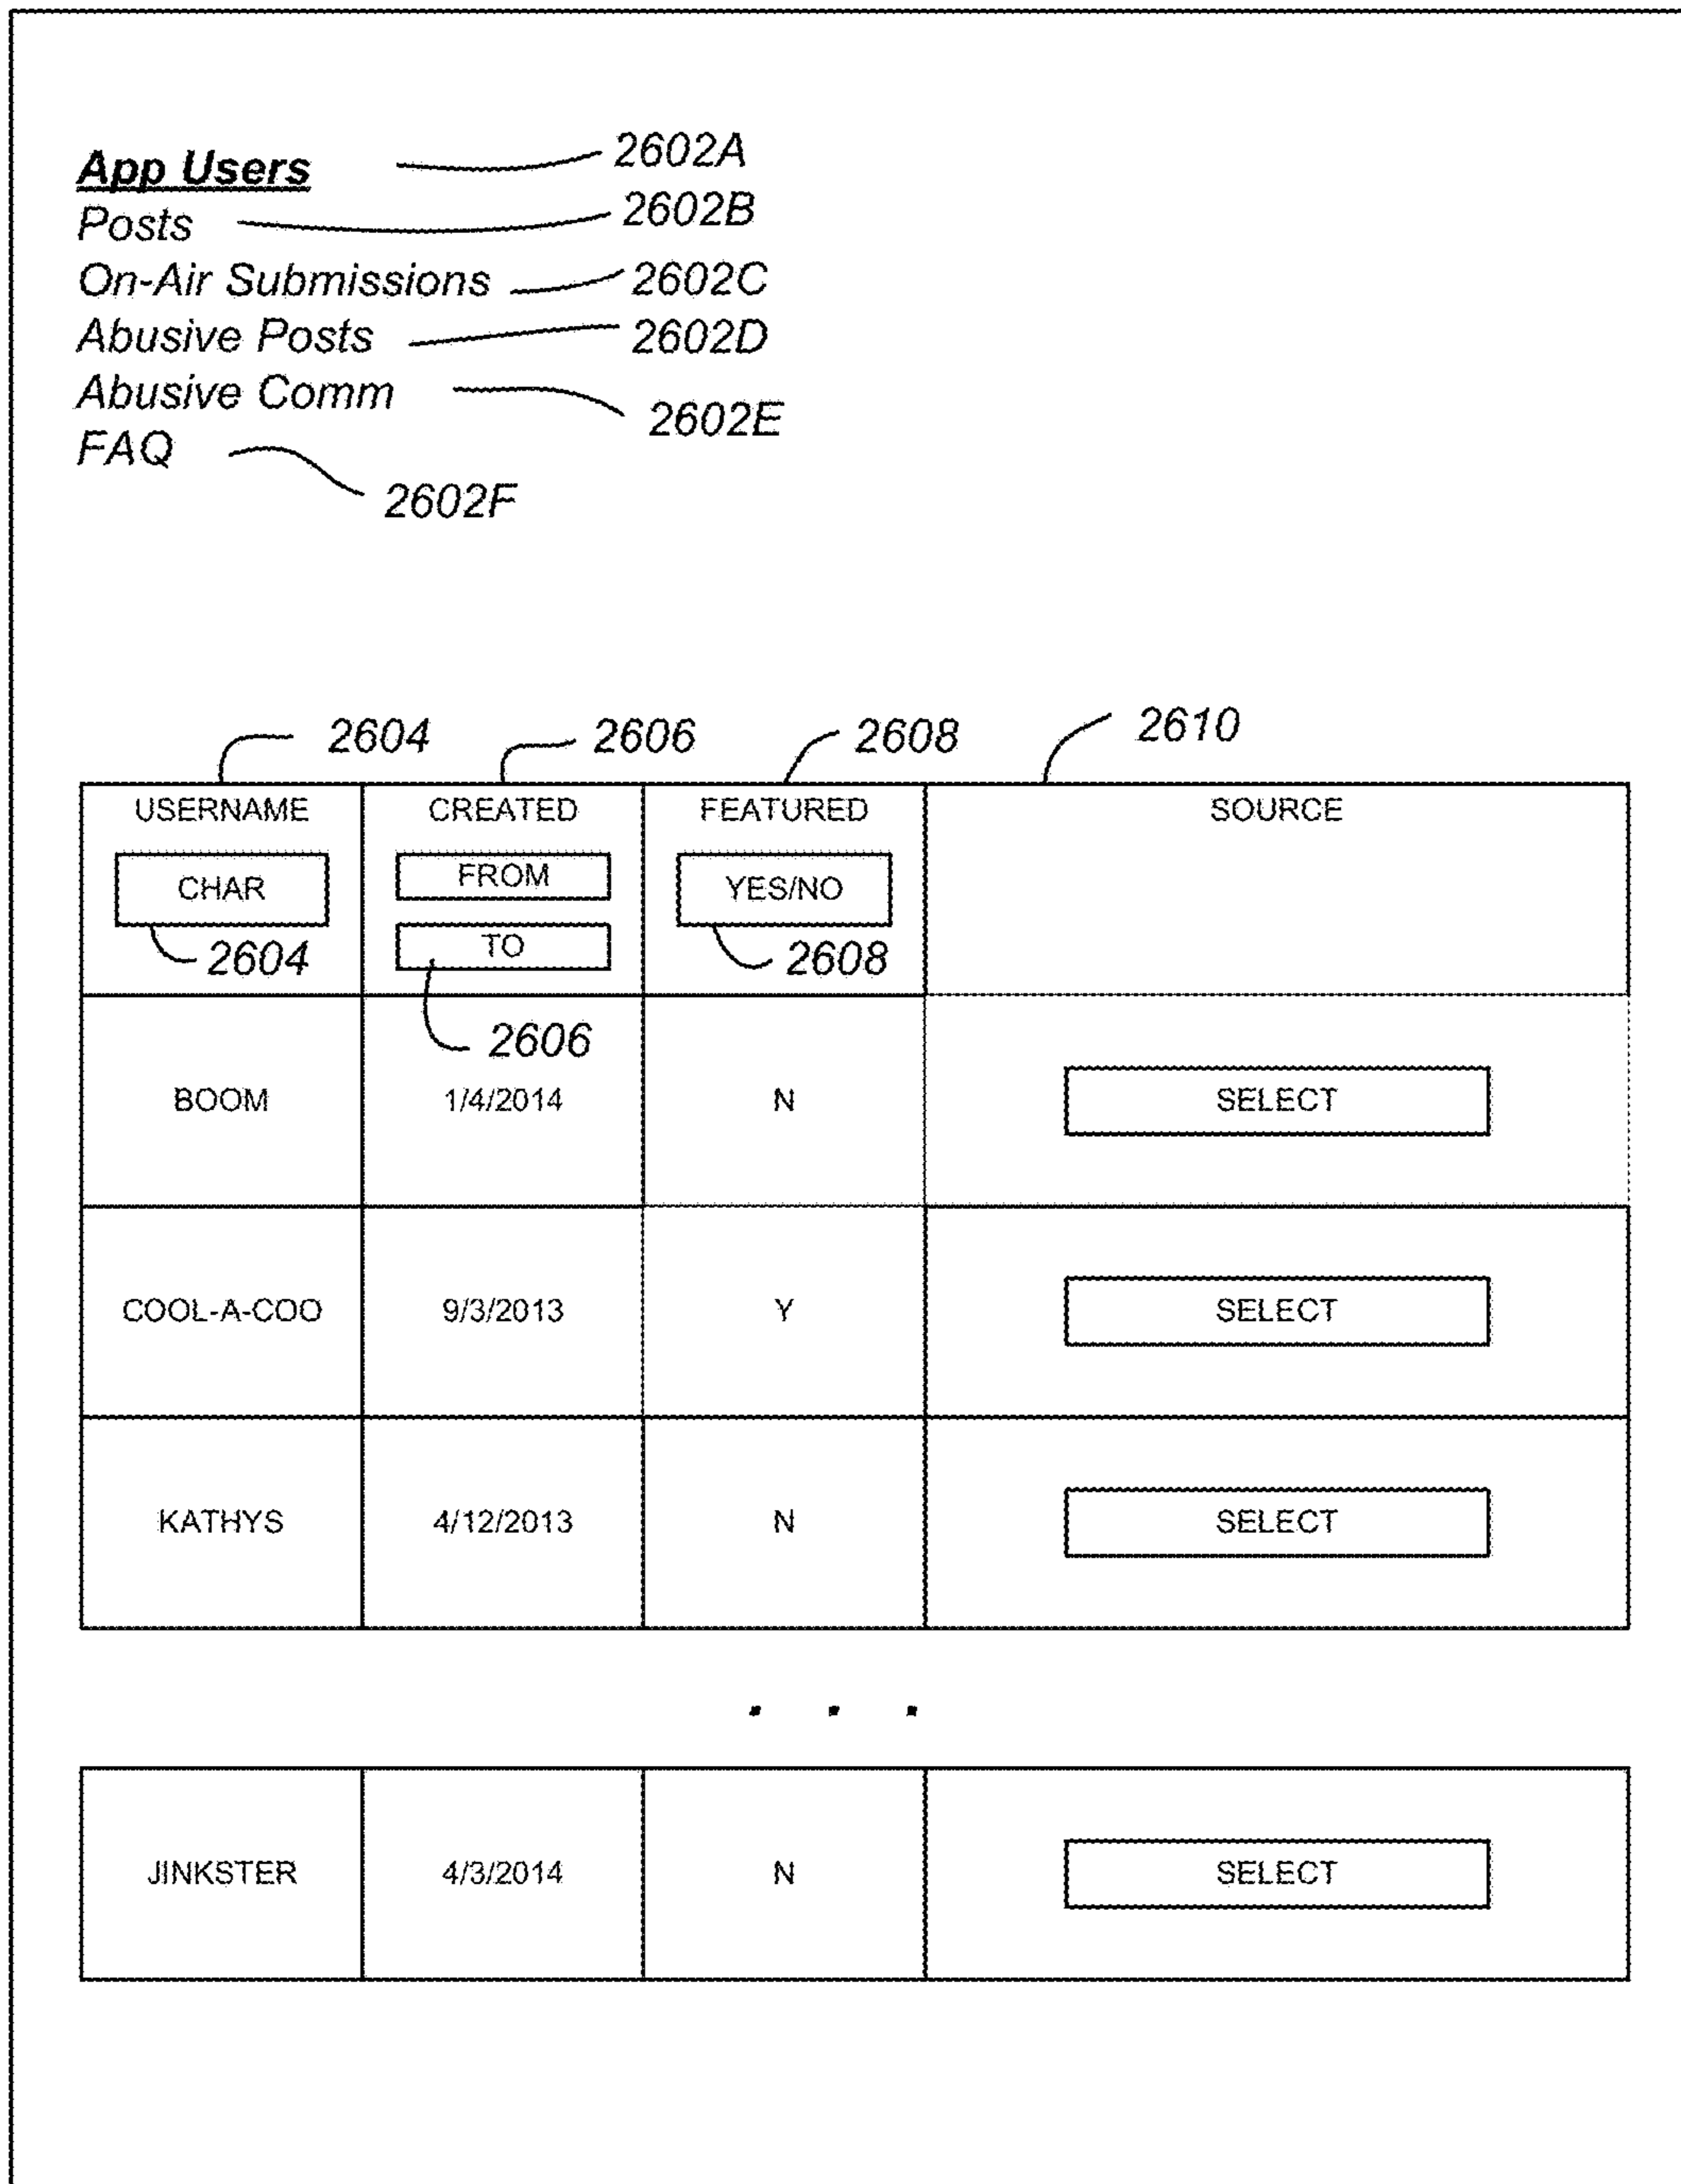 App Users 2602A
Posts 2602B
On-Air Submissions 2602C
Abusive Posts 2602D
Abusive Comm 2602E
FAQ
2602F
2604 2606 2608 2610
USERNAME CREATED FEATURED SOURCE
CHAR FROM YES/NO
2604 TO 2608
2606
BOOM 1/4/2014 N SELECT
COOL-A-COO 9/3/2013 Y SELECT
KATHYS 4/12/2013 N SELECT
. . .
JINKSTER 4/3/2014 N SELECT